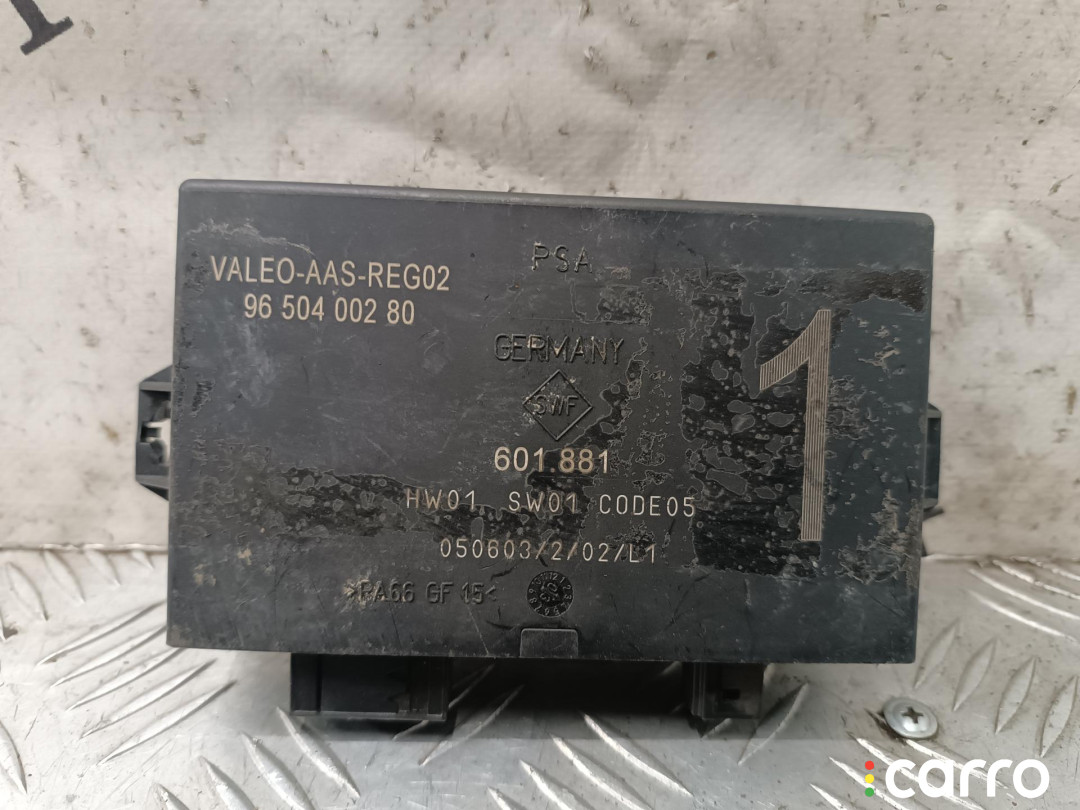 VALEO-AAS-REG02
96 504 002 80
PSA
GERMANY
SWF
601.881
HW01 SW01 CODE05
050603/2/02/L1
>PA66 GF 15<
1
carro